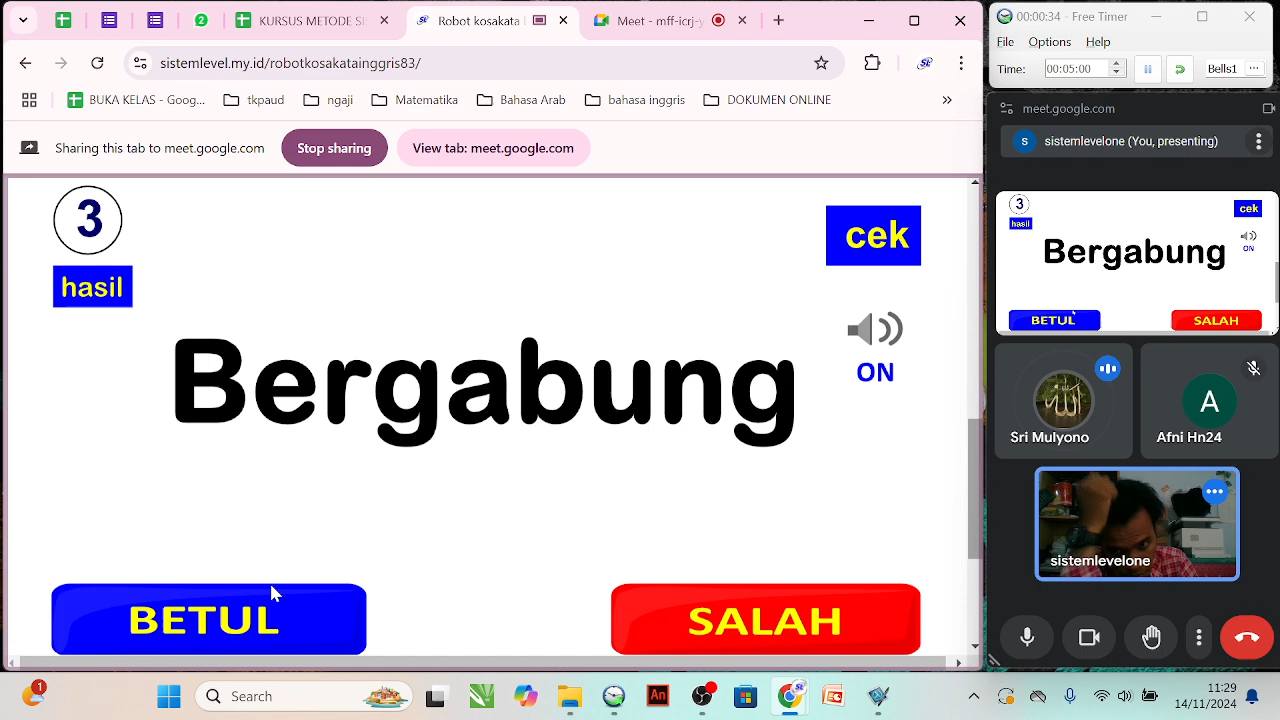 KURSUS METODE SI
Robot kosakata I
Meet - mff-icrj-y
2
sistemlevel.my.id/robotkosakatainggris83/
BUKA KELAS - Goog...
tkpaud
ngaji
Matematika
Bahasa
bahasa inggris
DOKUMEN ONLINE
Sharing this tab to meet.google.com
Stop sharing
View tab: meet.google.com
3
hasil
cek
ON
Bergabung
BETUL
SALAH
00:00:34 - Free Timer
File Options Help
Time: 00:05:00 Bells1 ...
meet.google.com
s
sistemlevelone (You, presenting)
3
hasil
cek
ON
Bergabung
BETUL
SALAH
Sri Mulyono
A
Afni Hn24
sistemlevelone
1
Search
An
11:29
14/11/2024